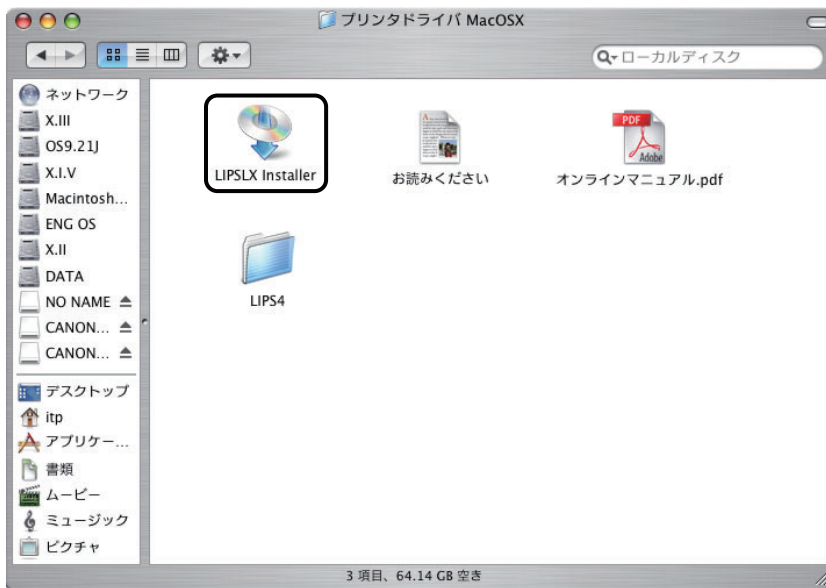 プリンタドライバ MacOSX
ローカルディスク
ネットワーク
X.III
OS9.21J
X.I.V
Macintosh...
ENG OS
X.II
DATA
NO NAME
CANON...
CANON...
デスクトップ
itp
アプリケー...
書類
ムービー
ミュージック
ピクチャ
LIPSLX Installer
お読みください
PDF
Adobe
オンラインマニュアル.pdf
LIPS4
3 項目、64.14 GB 空き